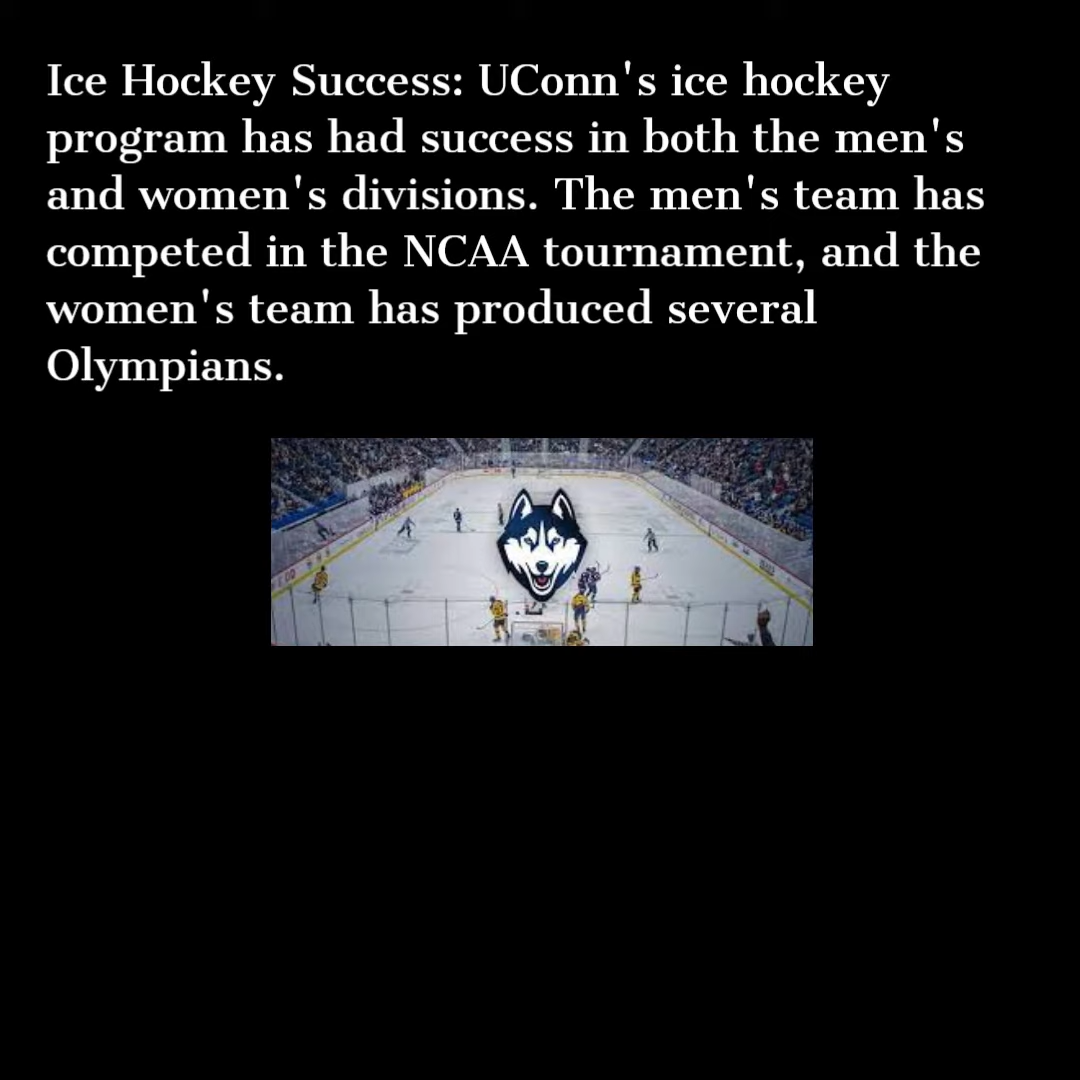 Ice Hockey Success: UConn's ice hockey
program has had success in both the men's
and women's divisions. The men's team has
competed in the NCAA tournament, and the
women's team has produced several
Olympians.